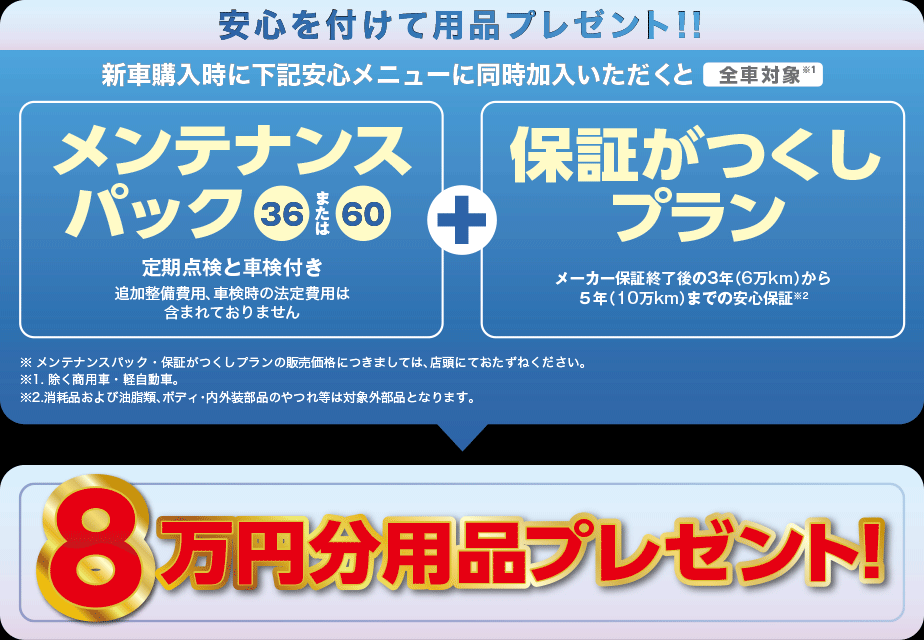 安心を付けて用品プレゼント!!
新車購入時に下記安心メニューに同時加入いただくと 全車対象※1
メンテナンス
パック 36 または 60
定期点検と車検付き
追加整備費用、車検時の法定費用は
含まれておりません
+
保証がつくし
プラン
メーカー保証終了後の3年(6万km)から
5年(10万km)までの安心保証※2
※ メンテナンスパック・保証がつくしプランの販売価格につきましては、店頭にておたずねください。
※1. 除く商用車・軽自動車。
※2.消耗品および油脂類、ボディ・内外装部品のやつれ等は対象外部品となります。
8万円分用品プレゼント!